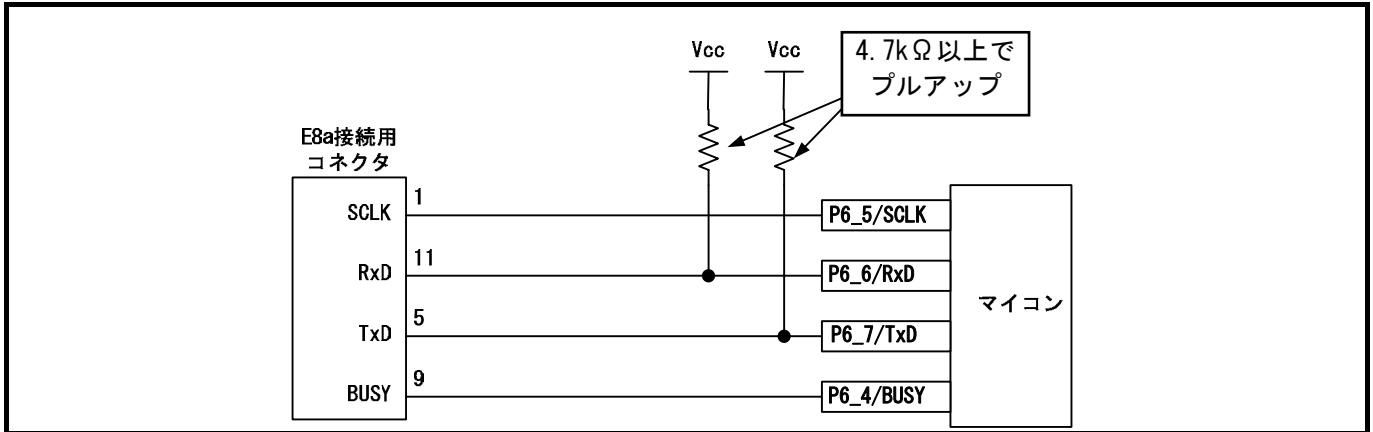 Vcc
Vcc
4.7kΩ以上で
プルアップ
E8a接続用
コネクタ
SCLK
1
P6_5/SCLK
RxD
11
P6_6/RxD
マイコン
TxD
5
P6_7/TxD
BUSY
9
P6_4/BUSY